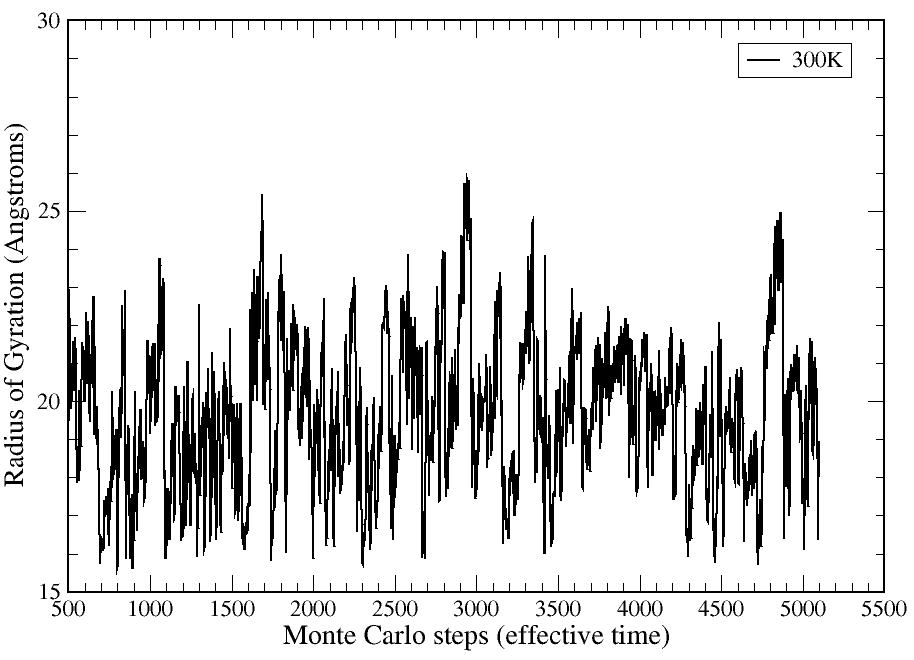 30
300K
25
20
15
Radius of Gyration (Angstroms)
500 1000 1500 2000 2500 3000 3500 4000 4500 5000 5500
Monte Carlo steps (effective time)